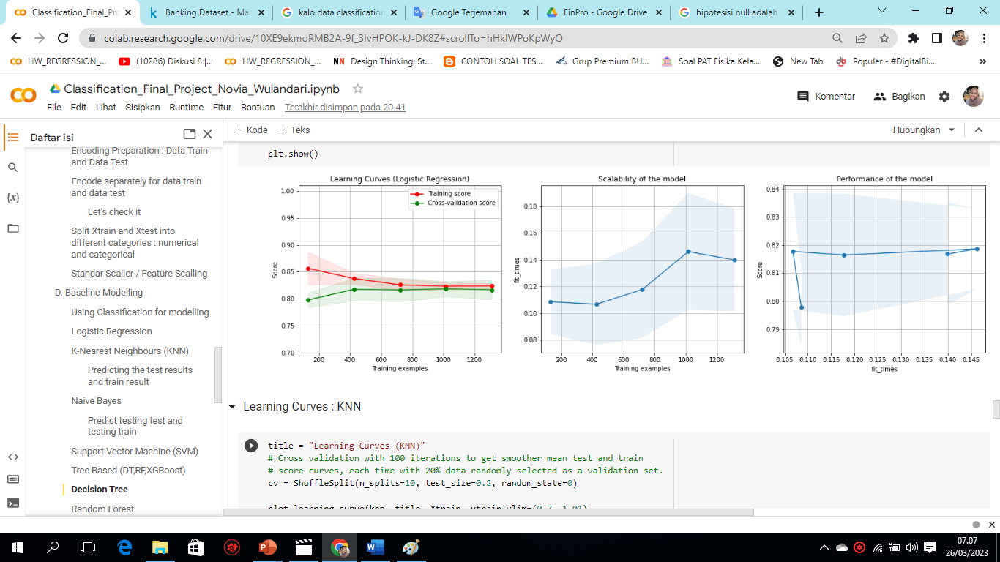 Classification_Final_Pro
Banking Dataset - Mar
kalo data classification
Google Terjemahan
FinPro - Google Drive
hipotesisi null adalah -
colab.research.google.com/drive/10XE9ekmoRMB2A-9f_3IvHPOK-kJ-DK8Z#scrollTo=hHkIWPoKpWyO
HW_REGRESSION_...
(10286) Diskusi 8 |...
HW_REGRESSION_...
NN Design Thinking: St...
CONTOH SOAL TES...
Grup Premium BU...
Soal PAT Fisika Kela...
New Tab
Populer - #DigitalBi...
»
Classification_Final_Project_Novia_Wulandari.ipynb
Komentar
Bagikan
File Edit Lihat Sisipkan Runtime Fitur Bantuan Terakhir disimpan pada 20.41
Daftar isi
+ Kode + Teks
Hubungkan
Encoding Preparation : Data Train
and Data Test
Encode separately for data train
and data test
Let's check it
Split Xtrain and Xtest into
different categories : numerical
and categorical
Standar Scaller / Feature Scalling
D. Baseline Modelling
Using Classification for modelling
Logistic Regression
K-Nearest Neighbours (KNN)
Predicting the test results
and train result
Naive Bayes
Predict testing test and
testing train
Support Vector Machine (SVM)
Tree Based (DT,RF,XGBoost)
Decision Tree
Random Forest
{x}
plt.show()
Learning Curves (Logistic Regression)
Training score
Cross-validation score
1.00
0.95
0.90
0.85
0.80
0.75
0.70
Score
200 400 600 800 1000 1200
Training examples
Scalability of the model
0.18
0.16
0.14
0.12
0.10
0.08
fit_times
200 400 600 800 1000 1200
Training examples
Performance of the model
0.84
0.83
0.82
0.81
0.80
0.79
Score
0.105 0.110 0.115 0.120 0.125 0.130 0.135 0.140 0.145
fit_times
Learning Curves : KNN
title = "Learning Curves (KNN)"
# Cross validation with 100 iterations to get smoother mean test and train
# score curves, each time with 20% data randomly selected as a validation set.
cv = ShuffleSplit(n_splits=10, test_size=0.2, random_state=0)
plot_learning_curve(knn, title, Xtrain, ytrain,ylim=(0.7, 1.01)
07.07
26/03/2023